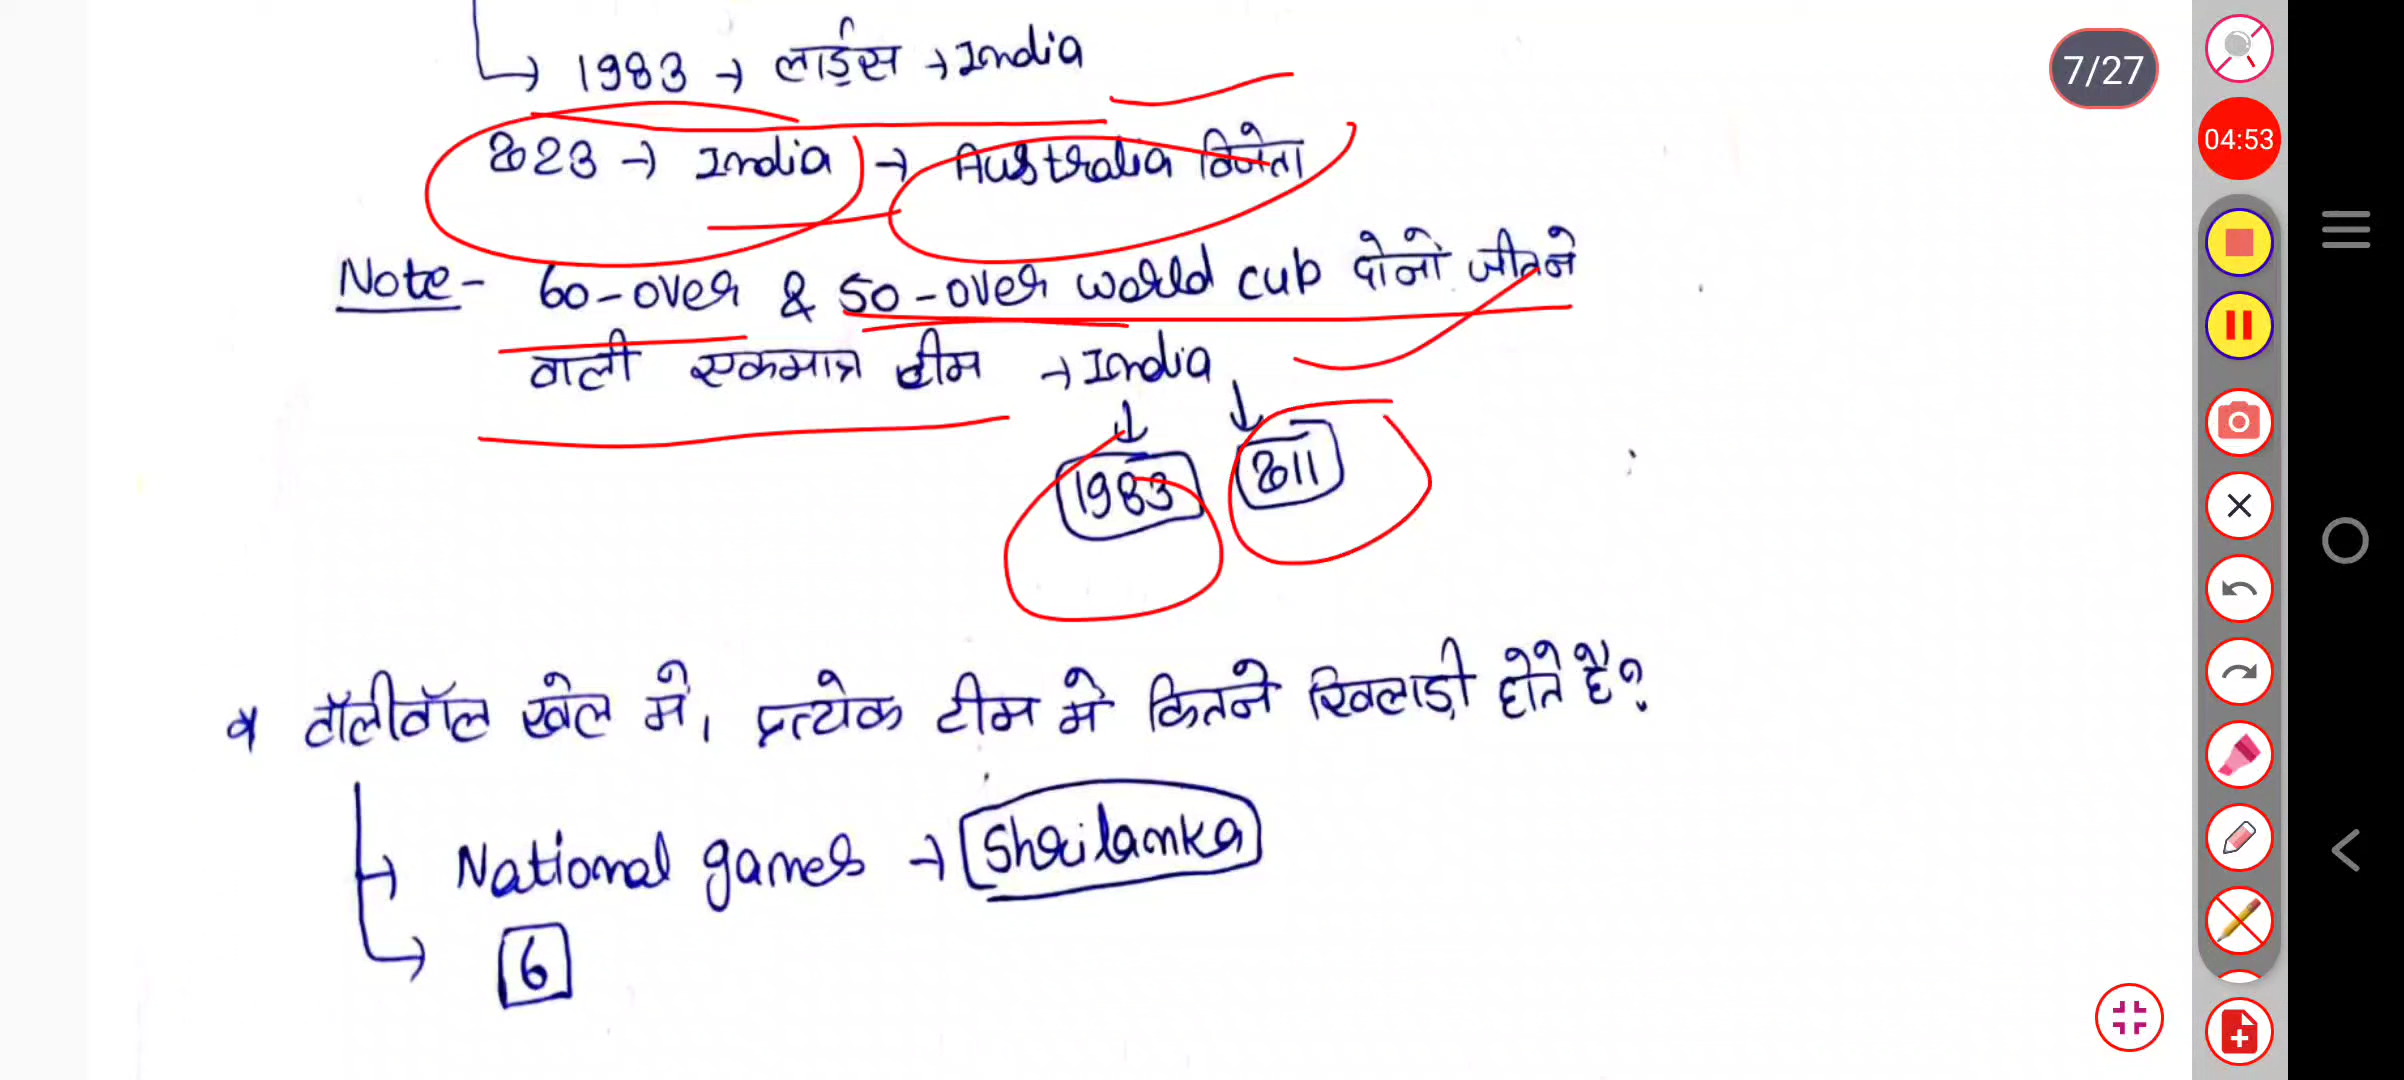 → 1983 → लार्ड्स → India
7/27
04:53
2023 → India → Australia विजेता
Note - 60-over & 50-over world cup दोनो जीतने
वाली एकमात्र टीम → India
1983 2011
* वॉलीवॉल खेल मे, प्रत्येक टीम मे कितने खिलाड़ी होते है?
→ National games → Shrilanka
→ 6